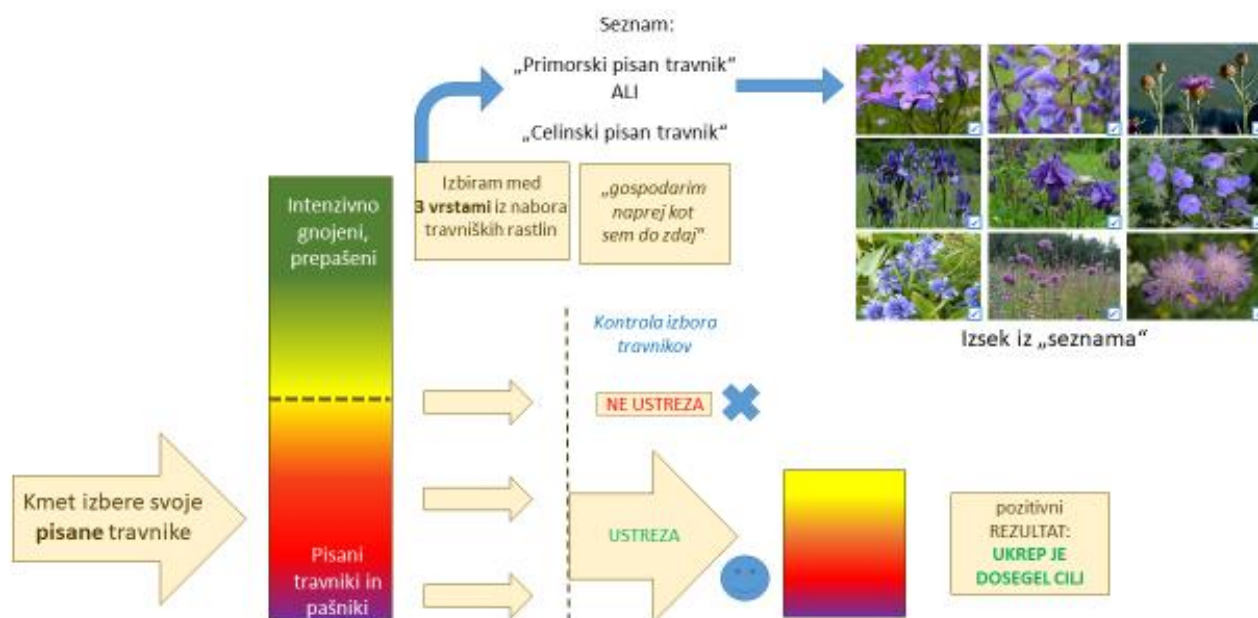 Seznam:
„Primorski pisan travnik“
ALI
„Celinski pisan travnik“
Izsek iz „seznama“
Izbiram med
3 vrstami iz nabora
travniških rastlin
„gospodarim
naprej kot
sem do zdaj“
Intenzivno
gnojeni,
prepašeni
Kontrola izbora
travnikov
NE USTREZA
Kmet izbere svoje
pisane travnike
USTREZA
Pisani
travniki in
pašniki
pozitivni
REZULTAT:
UKREP JE
DOSEGEL CILJ